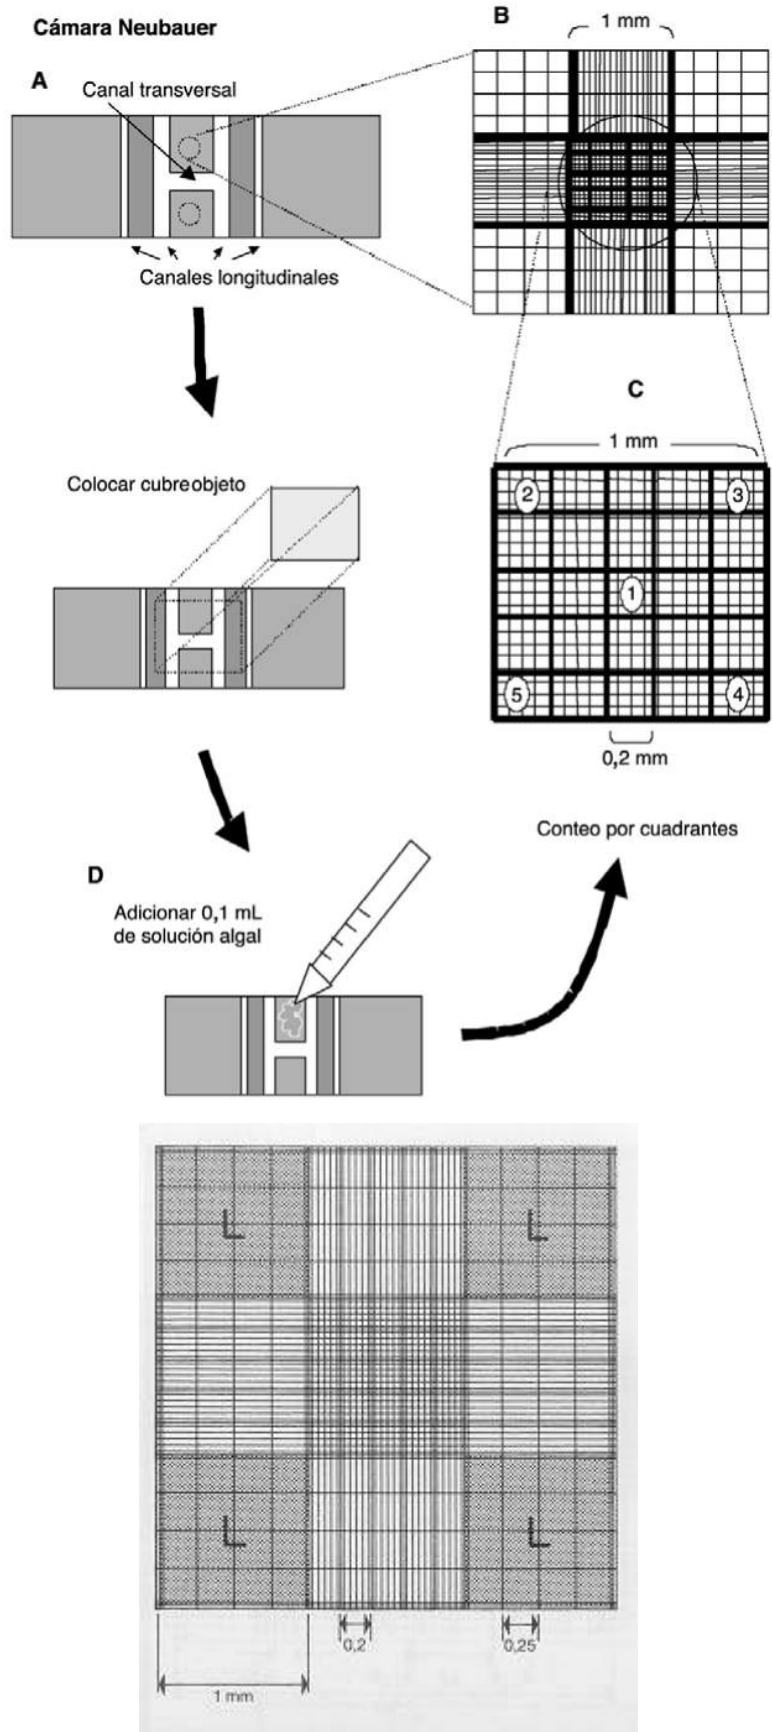 Cámara Neubauer
A
Canal transversal
Canales longitudinales
B
1 mm
C
1 mm
2
3
1
5
4
0,2 mm
Colocar cubreobjeto
Conteo por cuadrantes
D
Adicionar 0,1 mL
de solución algal
L
L
L
L
0,2
0,25
1 mm